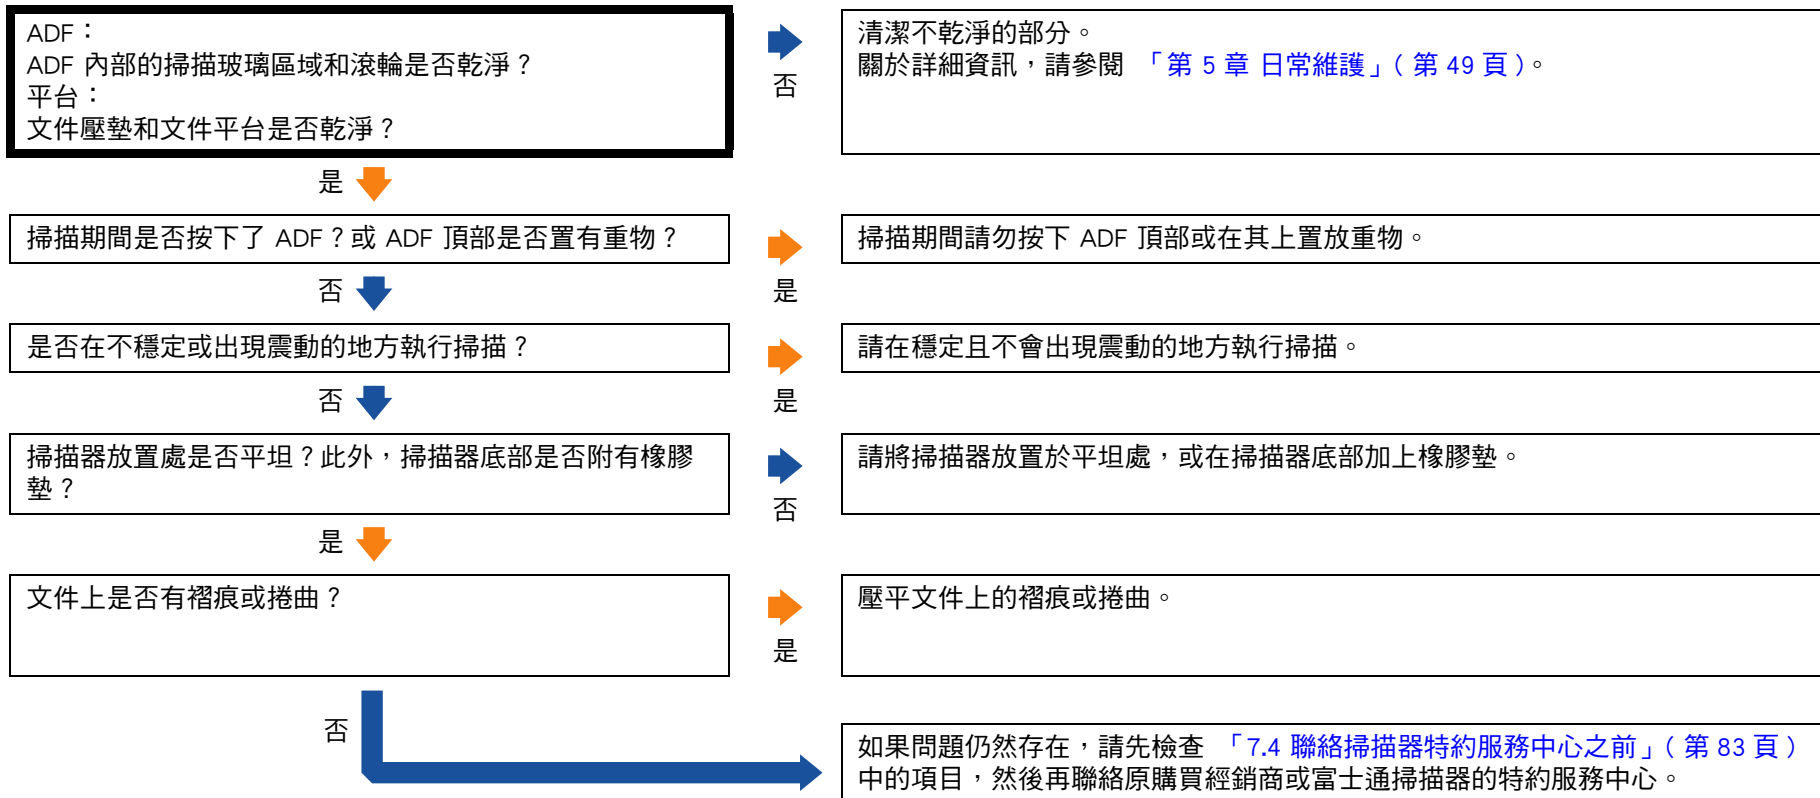 ADF：
ADF 內部的掃描玻璃區域和滾輪是否乾淨？
平台：
文件壓墊和文件平台是否乾淨？
否
清潔不乾淨的部分。
關於詳細資訊，請參閱 「第 5 章 日常維護」( 第 49 頁 )。
是
掃描期間是否按下了 ADF？或 ADF 頂部是否置有重物？
是
掃描期間請勿按下 ADF 頂部或在其上置放重物。
否
是否在不穩定或出現震動的地方執行掃描？
是
請在穩定且不會出現震動的地方執行掃描。
否
掃描器放置處是否平坦？此外，掃描器底部是否附有橡膠
墊？
否
請將掃描器放置於平坦處，或在掃描器底部加上橡膠墊。
是
文件上是否有褶痕或捲曲？
是
壓平文件上的褶痕或捲曲。
否
如果問題仍然存在，請先檢查 「7.4 聯絡掃描器特約服務中心之前」( 第 83 頁 )
中的項目，然後再聯絡原購買經銷商或富士通掃描器的特約服務中心。